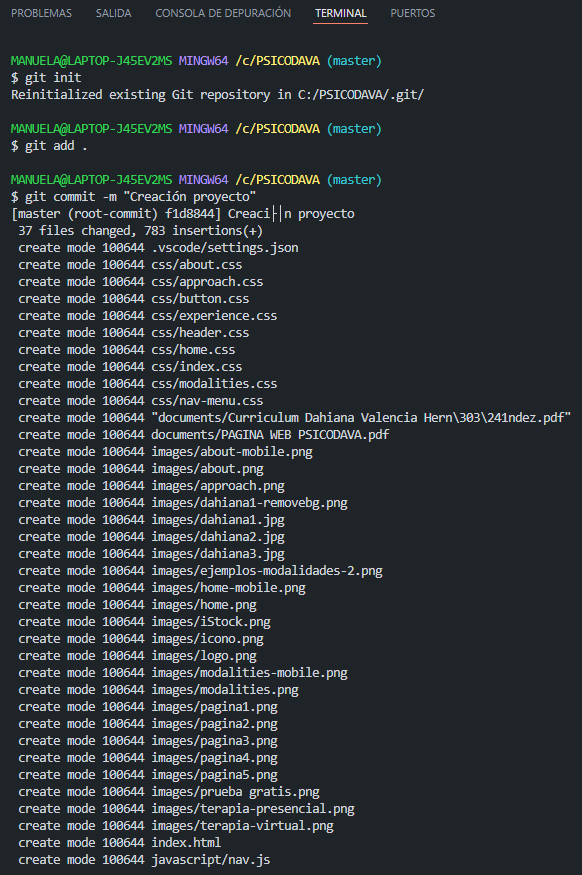 PROBLEMAS SALIDA CONSOLA DE DEPURACIÓN TERMINAL PUERTOS
MANUELA@LAPTOP-J45EV2MS MINGW64 /c/PSICODAVA (master)
$ git init
Reinitialized existing Git repository in C:/PSICODAVA/.git/
MANUELA@LAPTOP-J45EV2MS MINGW64 /c/PSICODAVA (master)
$ git add .
MANUELA@LAPTOP-J45EV2MS MINGW64 /c/PSICODAVA (master)
$ git commit -m "Creación proyecto"
[master (root-commit) f1d8844] Creaci├│n proyecto
37 files changed, 783 insertions(+)
create mode 100644 .vscode/settings.json
create mode 100644 css/about.css
create mode 100644 css/approach.css
create mode 100644 css/button.css
create mode 100644 css/experience.css
create mode 100644 css/header.css
create mode 100644 css/home.css
create mode 100644 css/index.css
create mode 100644 css/modalities.css
create mode 100644 css/nav-menu.css
create mode 100644 "documents/Curriculum Dahiana Valencia Hern\303\241ndez.pdf"
create mode 100644 documents/PAGINA WEB PSICODAVA.pdf
create mode 100644 images/about-mobile.png
create mode 100644 images/about.png
create mode 100644 images/approach.png
create mode 100644 images/dahiana1-removebg.png
create mode 100644 images/dahiana1.jpg
create mode 100644 images/dahiana2.jpg
create mode 100644 images/dahiana3.jpg
create mode 100644 images/ejemplos-modalidades-2.png
create mode 100644 images/home-mobile.png
create mode 100644 images/home.png
create mode 100644 images/iStock.png
create mode 100644 images/icono.png
create mode 100644 images/logo.png
create mode 100644 images/modalities-mobile.png
create mode 100644 images/modalities.png
create mode 100644 images/pagina1.png
create mode 100644 images/pagina2.png
create mode 100644 images/pagina3.png
create mode 100644 images/pagina4.png
create mode 100644 images/pagina5.png
create mode 100644 images/prueba gratis.png
create mode 100644 images/terapia-presencial.png
create mode 100644 images/terapia-virtual.png
create mode 100644 index.html
create mode 100644 javascript/nav.js